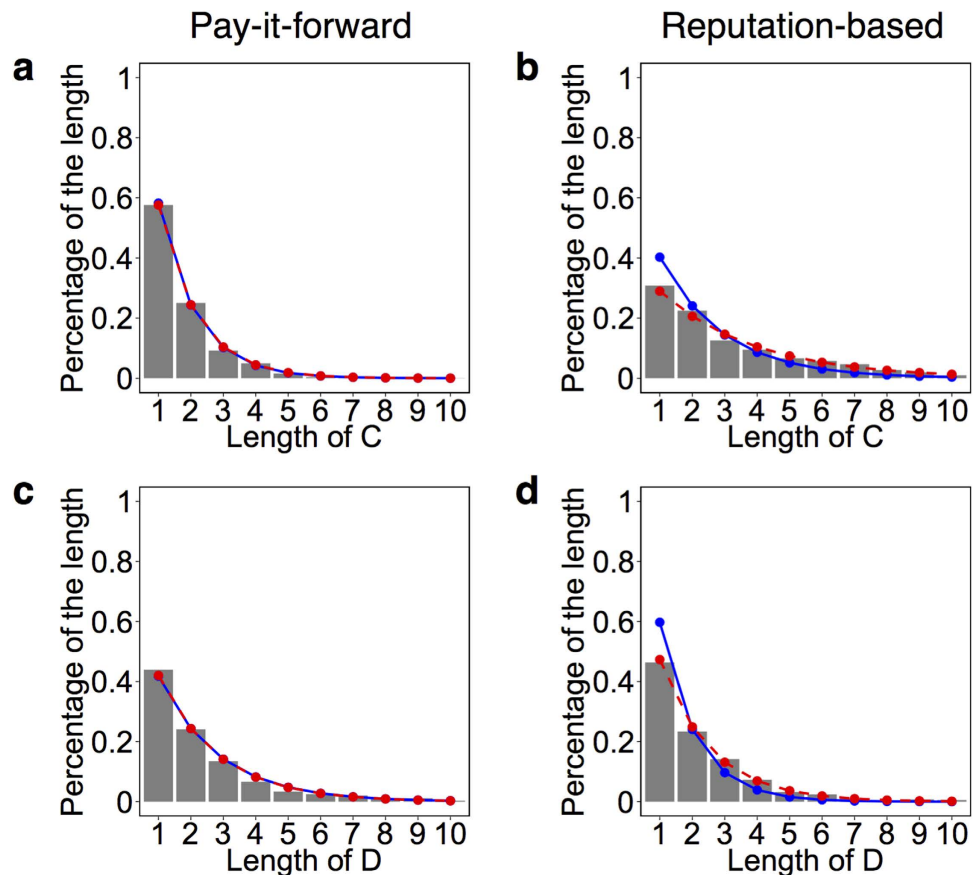 Pay-it-forward
Reputation-based
a
Percentage of the length
1
0.8
0.6
0.4
0.2
0
1 2 3 4 5 6 7 8 9 10
Length of C
b
Percentage of the length
1
0.8
0.6
0.4
0.2
0
1 2 3 4 5 6 7 8 9 10
Length of C
c
Percentage of the length
1
0.8
0.6
0.4
0.2
0
1 2 3 4 5 6 7 8 9 10
Length of D
d
Percentage of the length
1
0.8
0.6
0.4
0.2
0
1 2 3 4 5 6 7 8 9 10
Length of D